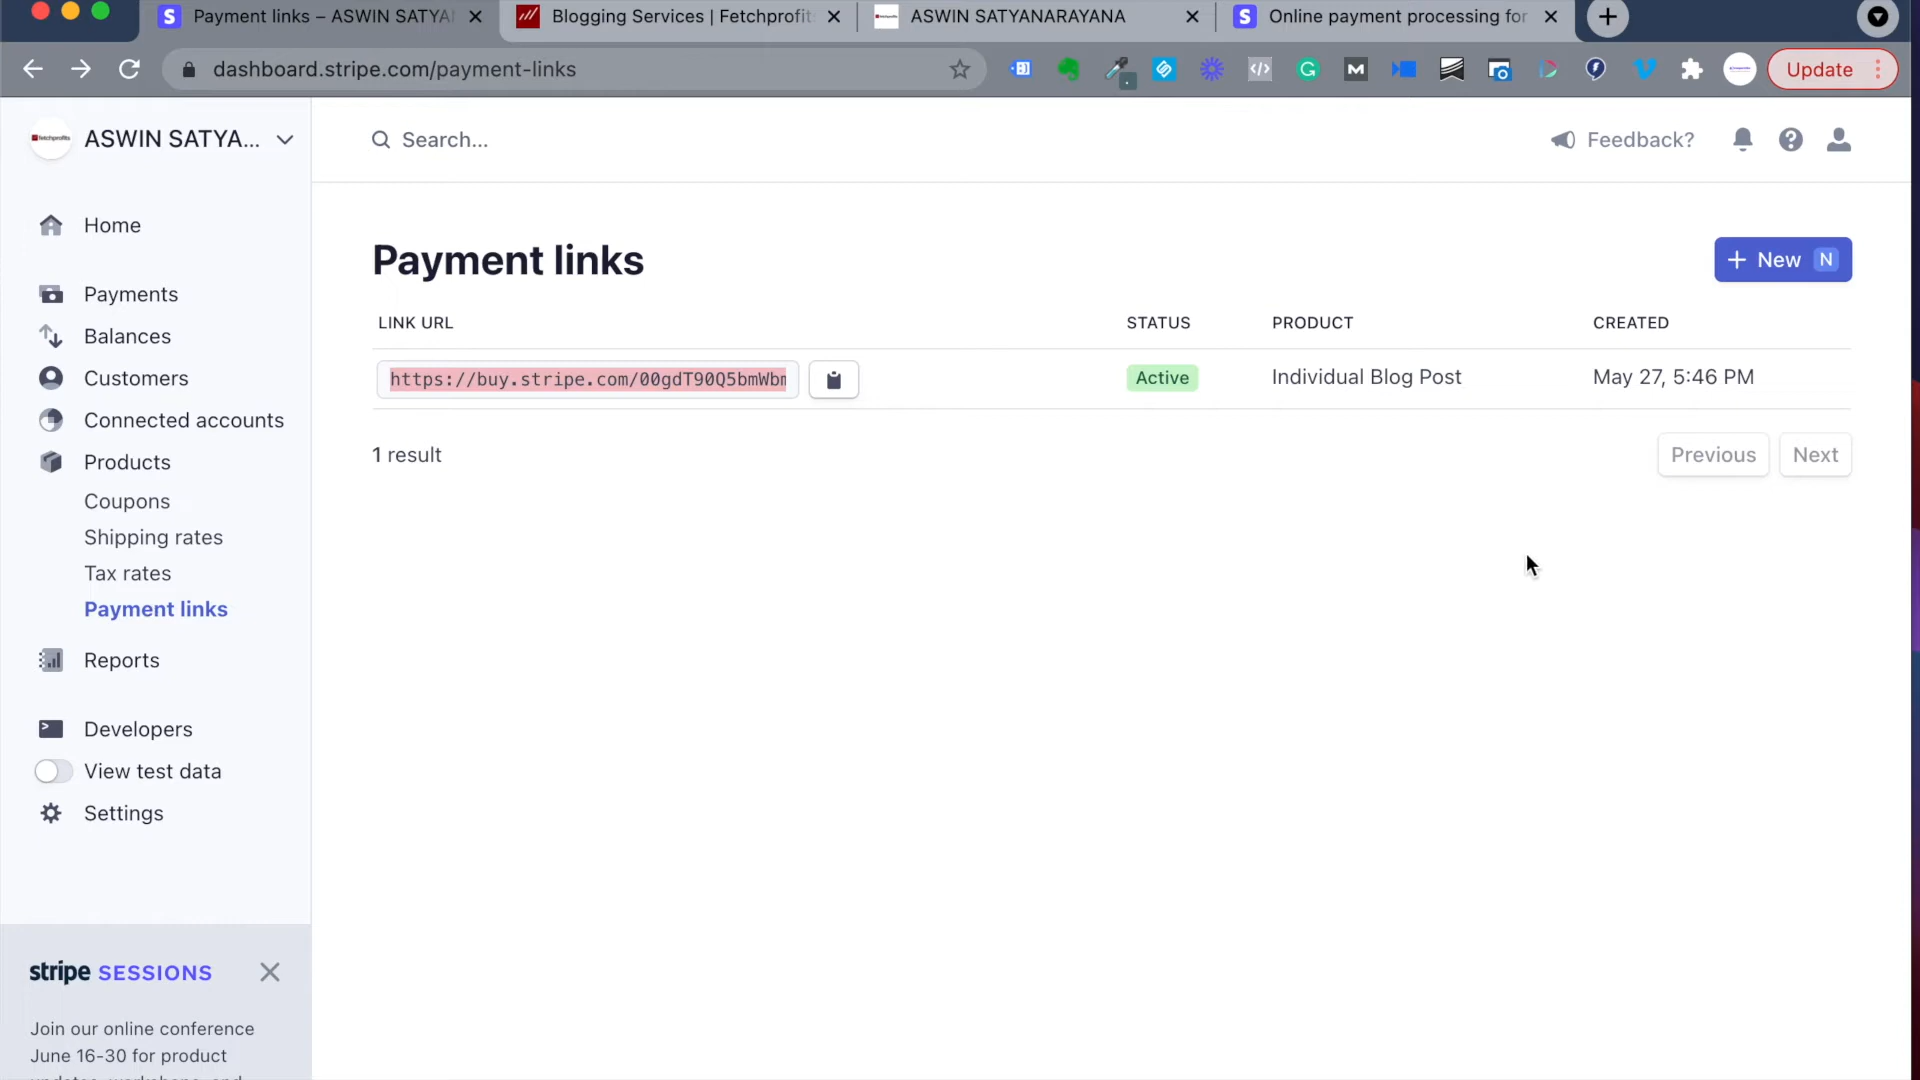 Payment links – ASWIN SATYA
Blogging Services | Fetchprofit
ASWIN SATYANARAYANA
Online payment processing for
dashboard.stripe.com/payment-links
Update
ASWIN SATYA...
Search...
Feedback?
Home
Payments
Balances
Customers
Connected accounts
Products
Coupons
Shipping rates
Tax rates
Payment links
Reports
Developers
View test data
Settings
stripe SESSIONS
Join our online conference
June 16-30 for product
Payment links
+ New N
LINK URL STATUS PRODUCT CREATED
https://buy.stripe.com/00gdT90Q5bmWbm Active Individual Blog Post May 27, 5:46 PM
1 result
Previous Next